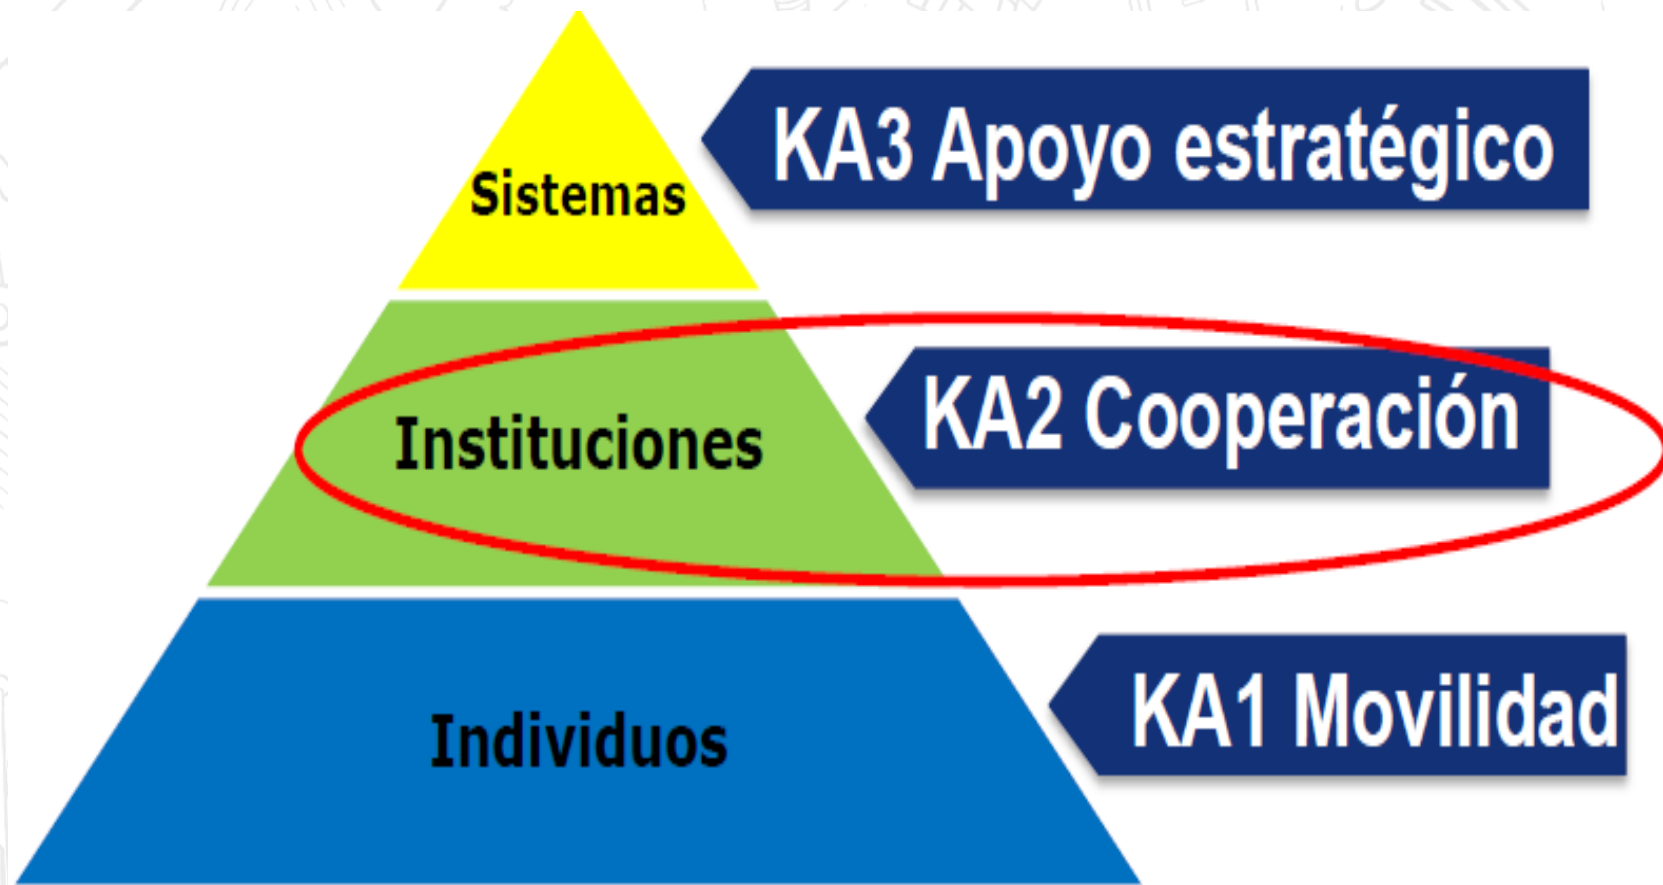 Sistemas
KA3 Apoyo estratégico
Instituciones
KA2 Cooperación
Individuos
KA1 Movilidad